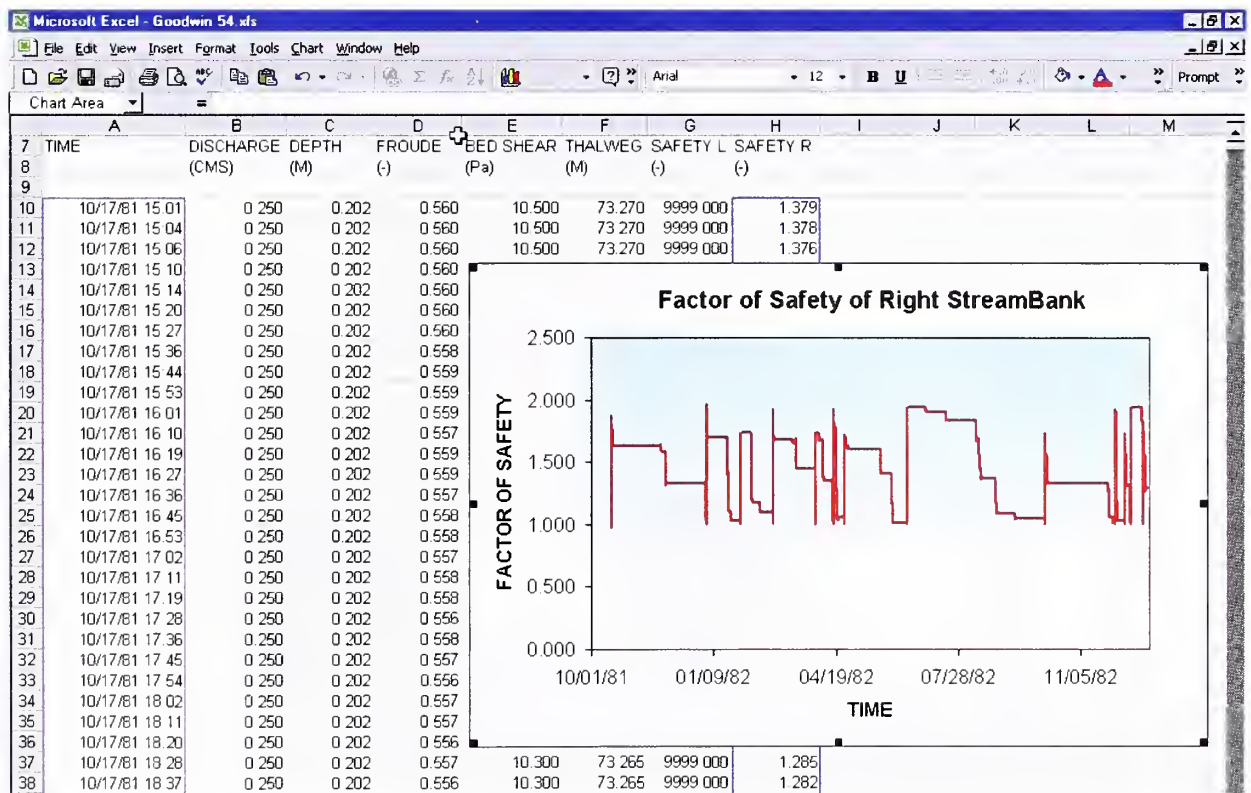 Microsoft Excel - Goodwin 54.xls
File Edit View Insert Format Tools Chart Window Help
Arial 12 B U Prompt
Chart Area =
A B C D E F G H I J K L M
7 TIME DISCHARGE DEPTH FROUDE BED SHEAR THALWEG SAFETY L SAFETY R
8 (CMS) (M) (-) (Pa) (M) (-) (-)
9
10 10/17/81 15.01 0 250 0.202 0.560 10.500 73.270 9999 000 1.379
11 10/17/81 15 04 0 250 0 202 0.560 10.500 73 270 9999 000 1.378
12 10/17/81 15 06 0 250 0 202 0.560 10.500 73.270 9999 000 1.376
13 10/17/81 15 10 0 250 0 202 0.560
14 10/17/81 15 14 0 250 0 202 0.560
15 10/17/81 15 20 0 250 0 202 0.560
16 10/17/81 15 27 0 250 0 202 0.560
17 10/17/81 15 36 0 250 0 202 0.558
18 10/17/81 15:44 0 250 0 202 0.559
19 10/17/81 15 53 0 250 0 202 0.559
20 10/17/81 16 01 0 250 0 202 0.559
21 10/17/81 16 10 0 250 0 202 0.557
22 10/17/81 16 19 0 250 0 202 0.559
23 10/17/81 16 27 0 250 0 202 0.559
24 10/17/81 16 36 0 250 0 202 0.557
25 10/17/81 16 45 0 250 0 202 0.558
26 10/17/81 16.53 0 250 0 202 0.558
27 10/17/81 17 02 0 250 0 202 0.557
28 10/17/81 17 11 0 250 0 202 0.558
29 10/17/81 17.19 0 250 0 202 0.558
30 10/17/81 17 28 0 250 0 202 0 556
31 10/17/81 17.36 0.250 0 202 0 558
32 10/17/81 17 45 0 250 0 202 0 557
33 10/17/81 17 54 0 250 0 202 0 556
34 10/17/81 18 02 0 250 0 202 0 557
35 10/17/81 18 11 0 250 0 202 0 557
36 10/17/81 18.20 0 250 0 202 0 556
37 10/17/81 18 28 0 250 0 202 0 557 10.300 73 265 9999 000 1.285
38 10/17/81 18 37 0 250 0 202 0.556 10.300 73.265 9999 000 1.282
Factor of Safety of Right StreamBank
FACTOR OF SAFETY
2.500
2.000
1.500
1.000
0.500
0.000
10/01/81 01/09/82 04/19/82 07/28/82 11/05/82
TIME